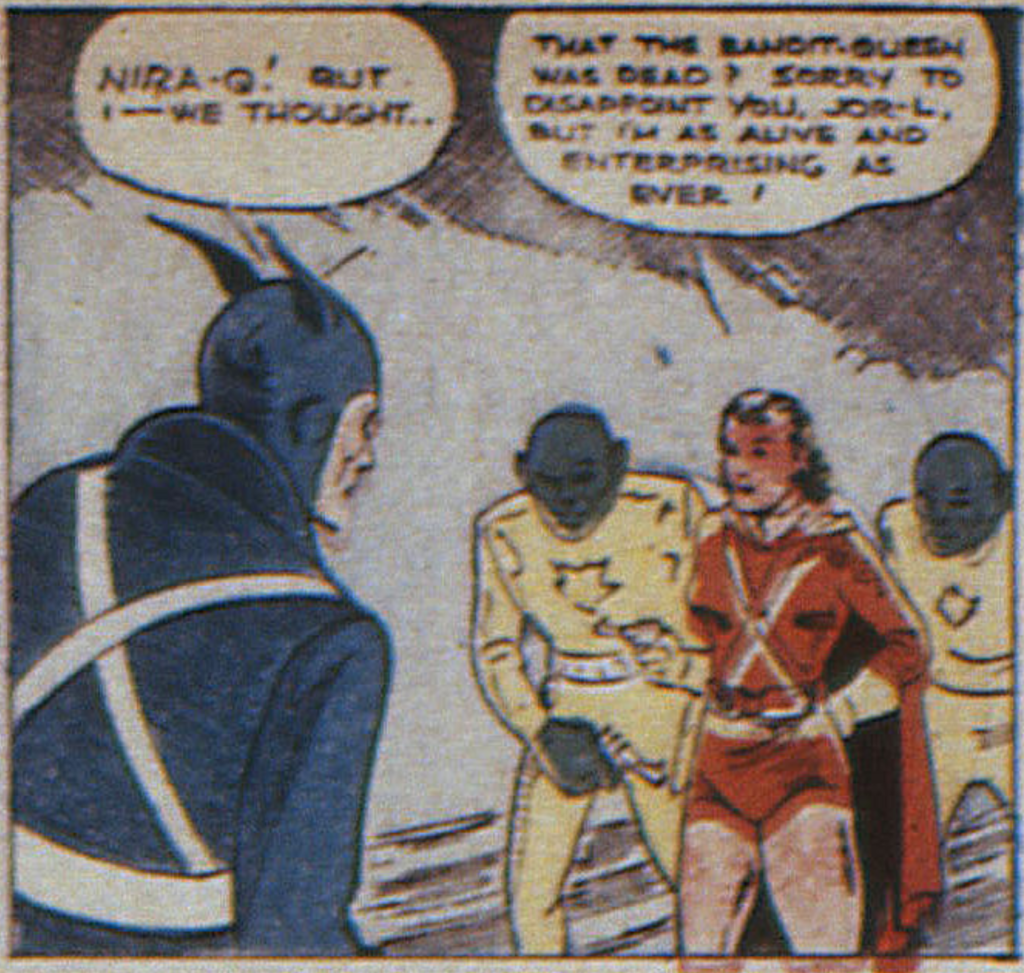 NIRA-Q! BUT
I—WE THOUGHT..
THAT THE BANDIT-QUEEN
WAS DEAD? SORRY TO
DISAPPOINT YOU, JOR-L,
BUT I'M AS ALIVE AND
ENTERPRISING AS
EVER!